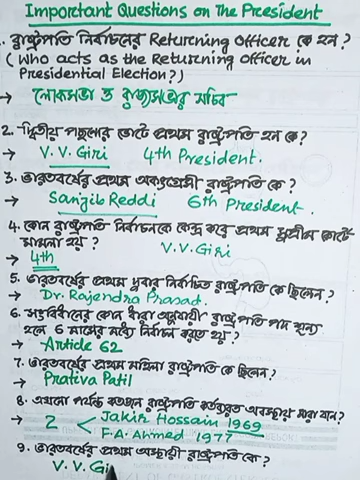 Important Questions on The President
1. রাষ্ট্রপতি নির্বাচনের Returning Officer কে হন?
(Who acts as the Returning officer in
Presidential Election?)
→ লোকসভা ও রাজ্যসভার সচিব
2. দ্বিতীয় পছন্দের ভোটে প্রথম রাষ্ট্রপতি হন কে?
→ V.V. Giri 4th President.
3. ভারতবর্ষের প্রথম অকংগ্রেসী রাষ্ট্রপতি কে?
→ Sanjib Reddi 6th President.
4. কোন রাষ্ট্রপতি নির্বাচনকে কেন্দ্র করে প্রথম সুপ্রীম কোর্টে
মামলা হয়? V.V. Giri
→ 4th
5. ভারতবর্ষের প্রথম দুবার নির্বাচিত রাষ্ট্রপতি কে ছিলেন?
→ Dr. Rajendra Prasad.
6. সংবিধানের কোন ধারা অনুযায়ী রাষ্ট্রপতি পদ শূন্য
হলে 6 মাসের মধ্যে নির্বাচন করতে হয়?
→ Article 62
7. ভারতবর্ষের প্রথম মহিলা রাষ্ট্রপতি কে ছিলেন?
→ Prativa Patil
8. এখনো পর্যন্ত কতজন রাষ্ট্রপতি কর্তব্যরত অবস্থায় মারা যান?
→ 2 < Jakir Hossain 1969
F.A. Ahmed 1977
9. ভারতবর্ষের প্রথম অস্থায়ী রাষ্ট্রপতি কে?
V.V. Gi